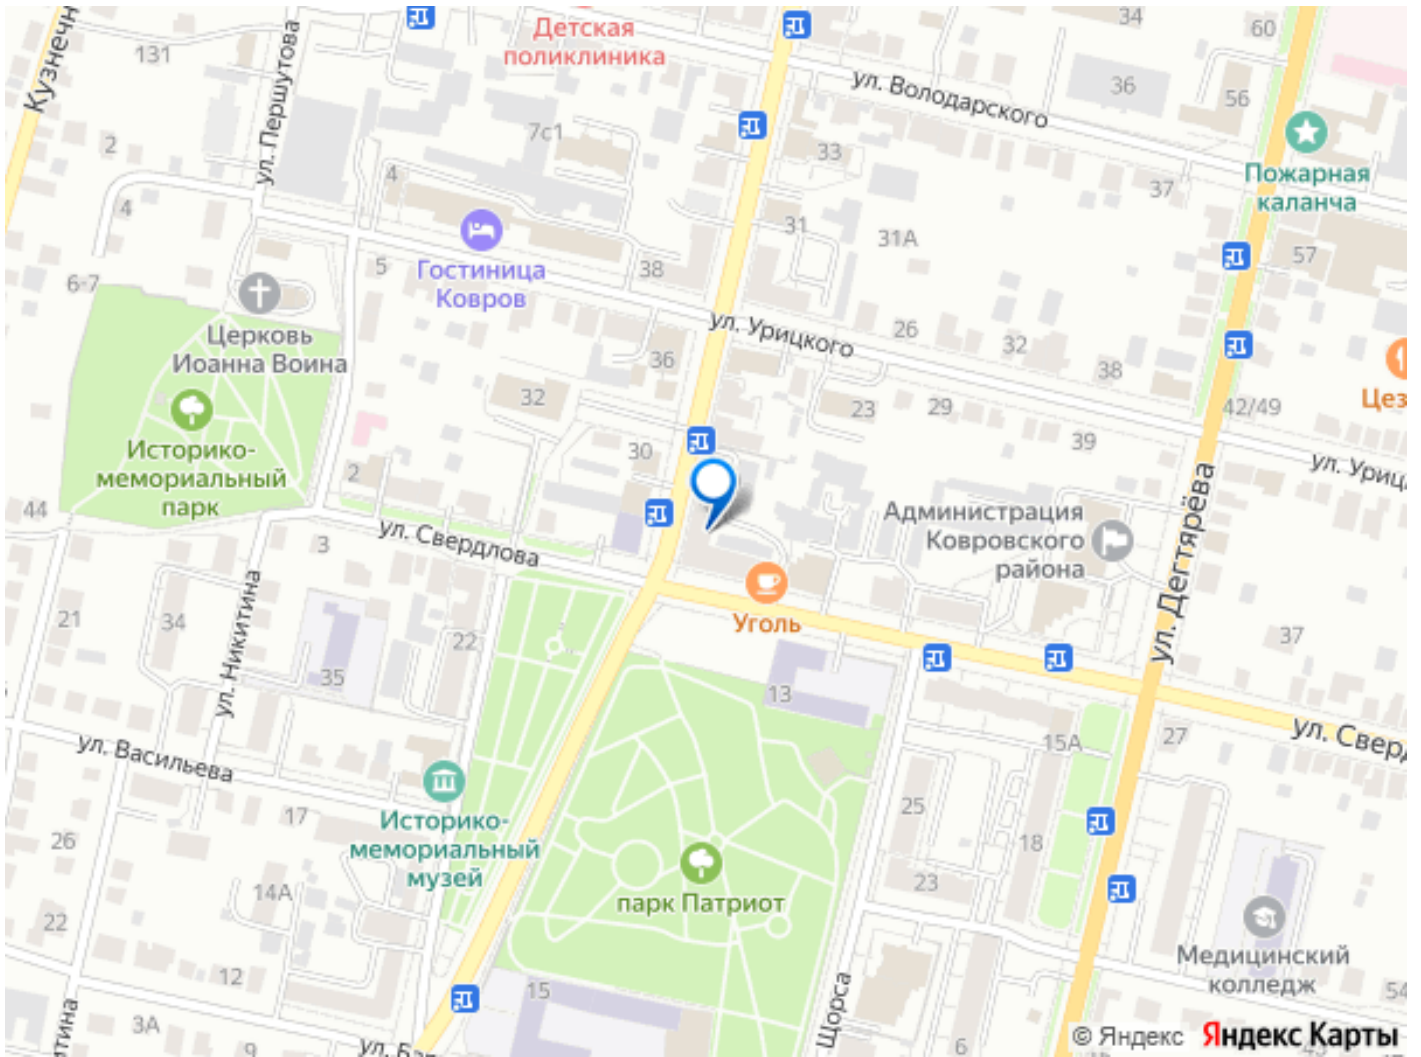 Кузнечн
131
ул. Першутова
Детская
поликлиника
34
60
36
56
ул. Володарского
7с1
33
2
4
4
37
Пожарная
каланча
31
31А
57
6-7
5
Гостиница
Ковров
38
Церковь
Иоанна Воина
ул. Урицкого
26
32
36
38
32
23
29
42/49
Цез
Историко-
мемориальный
парк
30
39
ул. Уриц
2
44
ул. Свердлова
3
Администрация
Ковровского
района
ул. Дегтярёва
21
34
ул. Никитина
22
Уголь
37
35
13
ул. Васильева
15А
27
ул. Сверд
17
Историко-
мемориальный
музей
25
26
18
14А
23
парк Патриот
22
Медицинский
колледж
12
15
54
Щорса
3А
9
итина
ул. Ба
6
© Яндекс Яндекс Карты